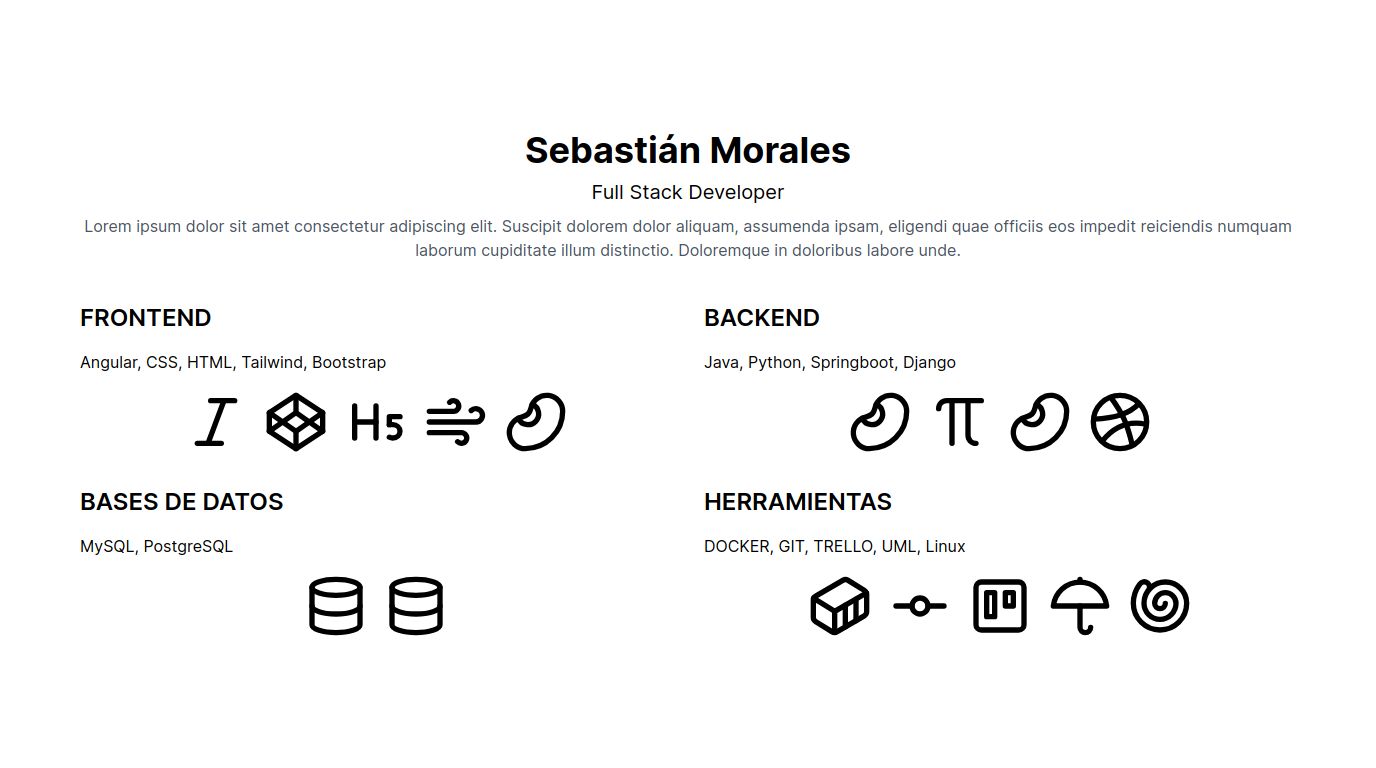 Sebastián Morales
Full Stack Developer
Lorem ipsum dolor sit amet consectetur adipiscing elit. Suscipit dolorem dolor aliquam, assumenda ipsam, eligendi quae officiis eos impedit reiciendis numquam
laborum cupiditate illum distinctio. Doloremque in doloribus labore unde.
FRONTEND
Angular, CSS, HTML, Tailwind, Bootstrap
I H5
BACKEND
Java, Python, Springboot, Django
π
BASES DE DATOS
MySQL, PostgreSQL
HERRAMIENTAS
DOCKER, GIT, TRELLO, UML, Linux